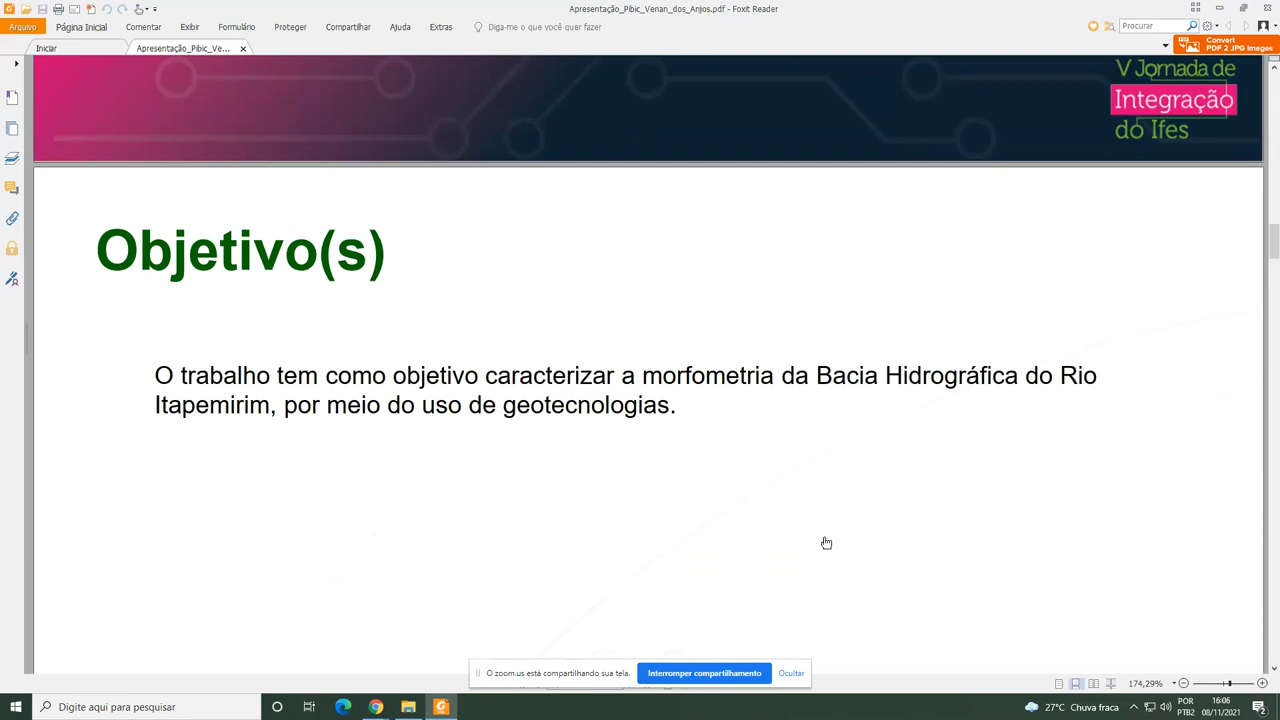 Apresentação_Pibic_Venan_dos_Anjos.pdf - Foxit Reader
Arquivo Página Inicial Comentar Exibir Formulário Proteger Compartilhar Ajuda Extras Diga-me o que você quer fazer Procurar
Iniciar Apresentação_Pibic_Ve...
Convert
PDF 2 JPG Images
V Jornada de
Integração
do Ifes
Objetivo(s)
O trabalho tem como objetivo caracterizar a morfometria da Bacia Hidrográfica do Rio
Itapemirim, por meio do uso de geotecnologias.
O zoom.us está compartilhando sua tela. Interromper compartilhamento Ocultar
174,29%
Digite aqui para pesquisar
27°C Chuva fraca
POR
PTB2
16:06
08/11/2021
2